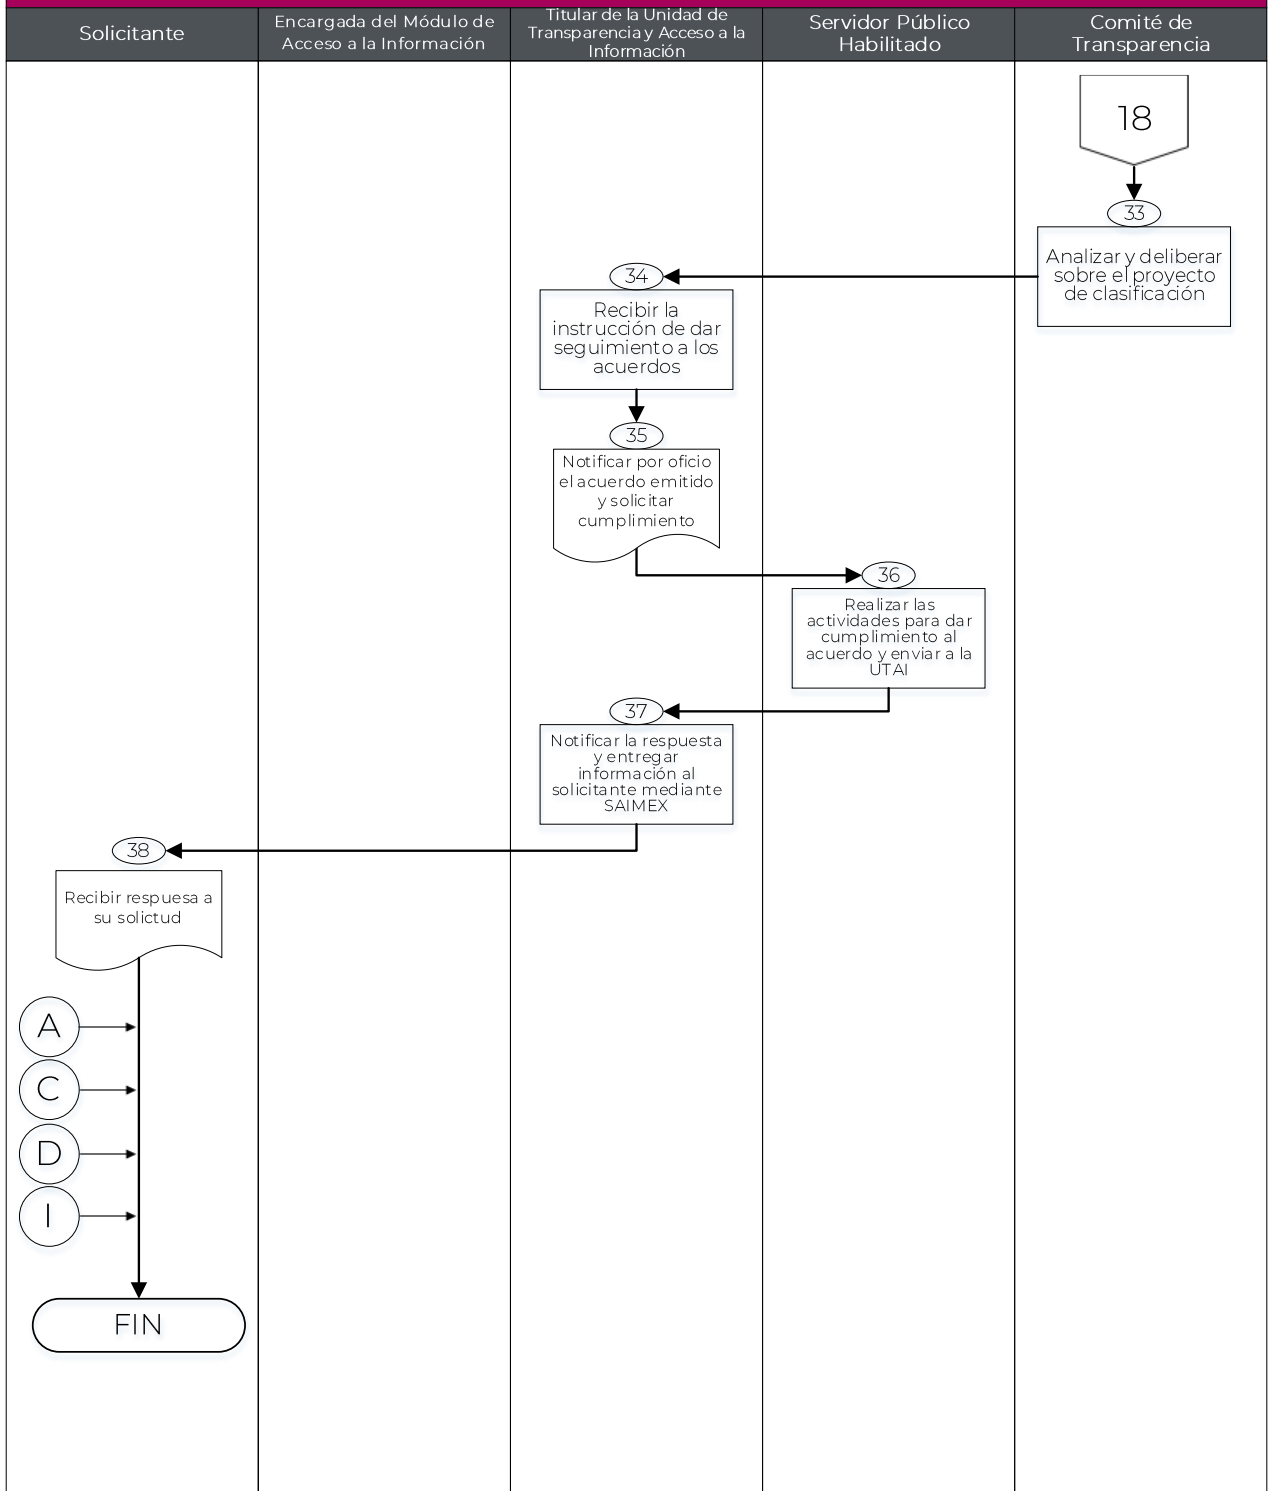 Solicitante
Encargada del Módulo de
Acceso a la Información
Titular de la Unidad de
Transparencia y Acceso a la
Información
Servidor Público
Habilitado
Comité de
Transparencia
18
33
Analizar y deliberar
sobre el proyecto
de clasificación
34
Recibir la
instrucción de dar
seguimiento a los
acuerdos
35
Notificar por oficio
el acuerdo emitido
y solicitar
cumplimiento
36
Realizar las
actividades para dar
cumplimiento al
acuerdo y enviar a la
UTAI
37
Notificar la respuesta
y entregar
información al
solicitante mediante
SAIMEX
38
Recibir respuesa a
su solictud
A
C
D
I
FIN